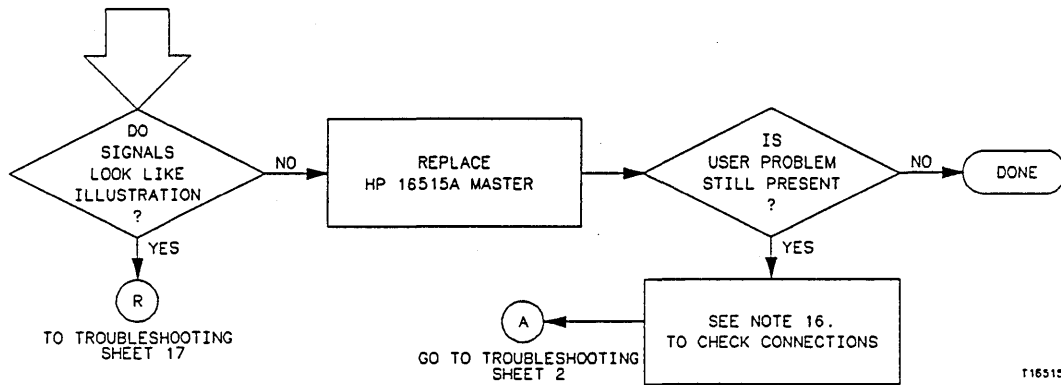 DO
SIGNALS
LOOK LIKE
ILLUSTRATION
?
NO
YES
R
TO TROUBLESHOOTING
SHEET 17
REPLACE
HP 16515A MASTER
IS
USER PROBLEM
STILL PRESENT
?
NO
YES
DONE
SEE NOTE 16.
TO CHECK CONNECTIONS
A
GO TO TROUBLESHOOTING
SHEET 2
T16515